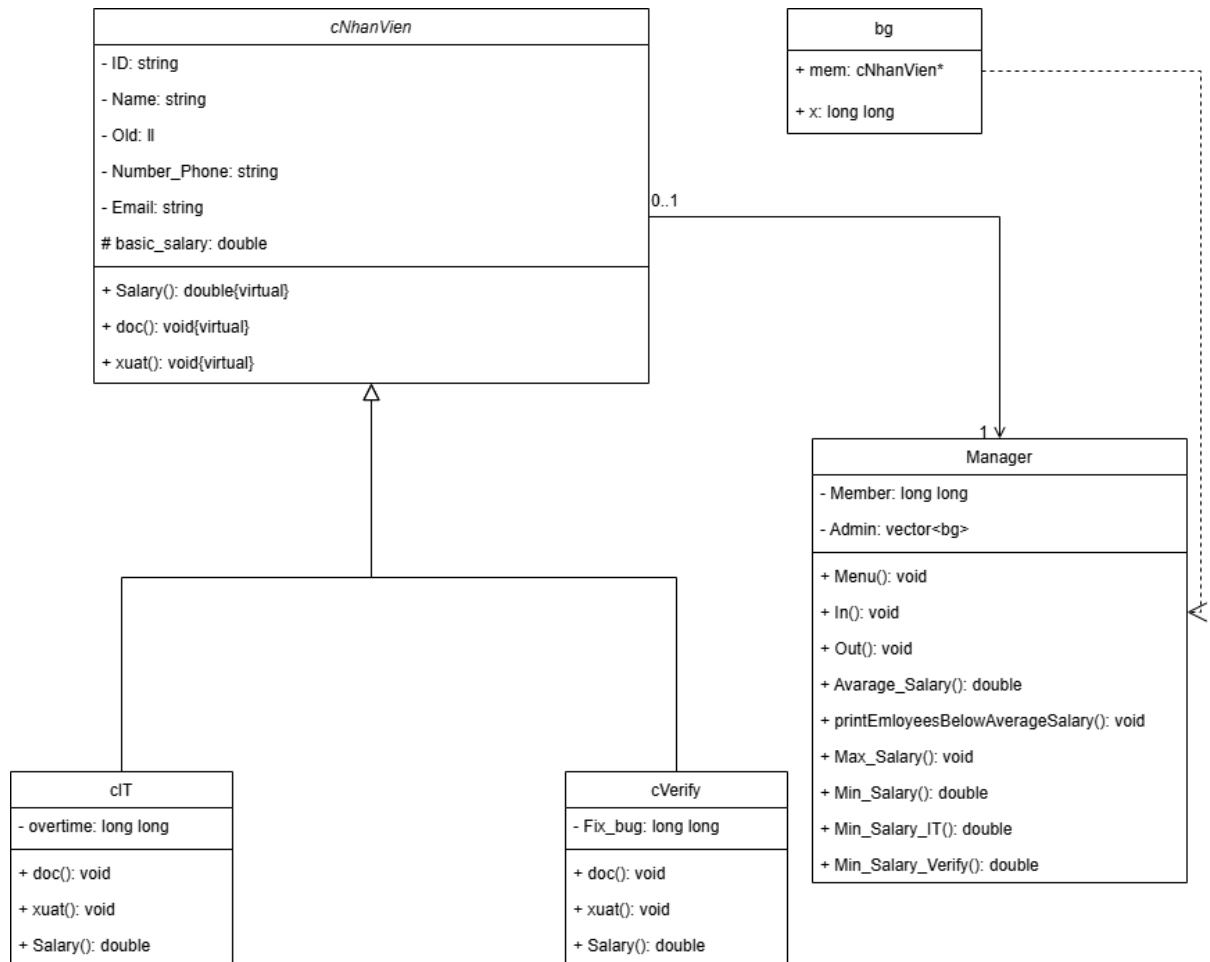 cNhanVien
- ID: string
- Name: string
- Old: ll
- Number_Phone: string
- Email: string
# basic_salary: double
+ Salary(): double{virtual}
+ doc(): void{virtual}
+ xuat(): void{virtual}
bg
+ mem: cNhanVien*
+ x: long long
0..1
1
Manager
- Member: long long
- Admin: vector<bg>
+ Menu(): void
+ In(): void
+ Out(): void
+ Avarage_Salary(): double
+ printEmloyeesBelowAverageSalary(): void
+ Max_Salary(): void
+ Min_Salary(): double
+ Min_Salary_IT(): double
+ Min_Salary_Verify(): double
cIT
- overtime: long long
+ doc(): void
+ xuat(): void
+ Salary(): double
cVerify
- Fix_bug: long long
+ doc(): void
+ xuat(): void
+ Salary(): double